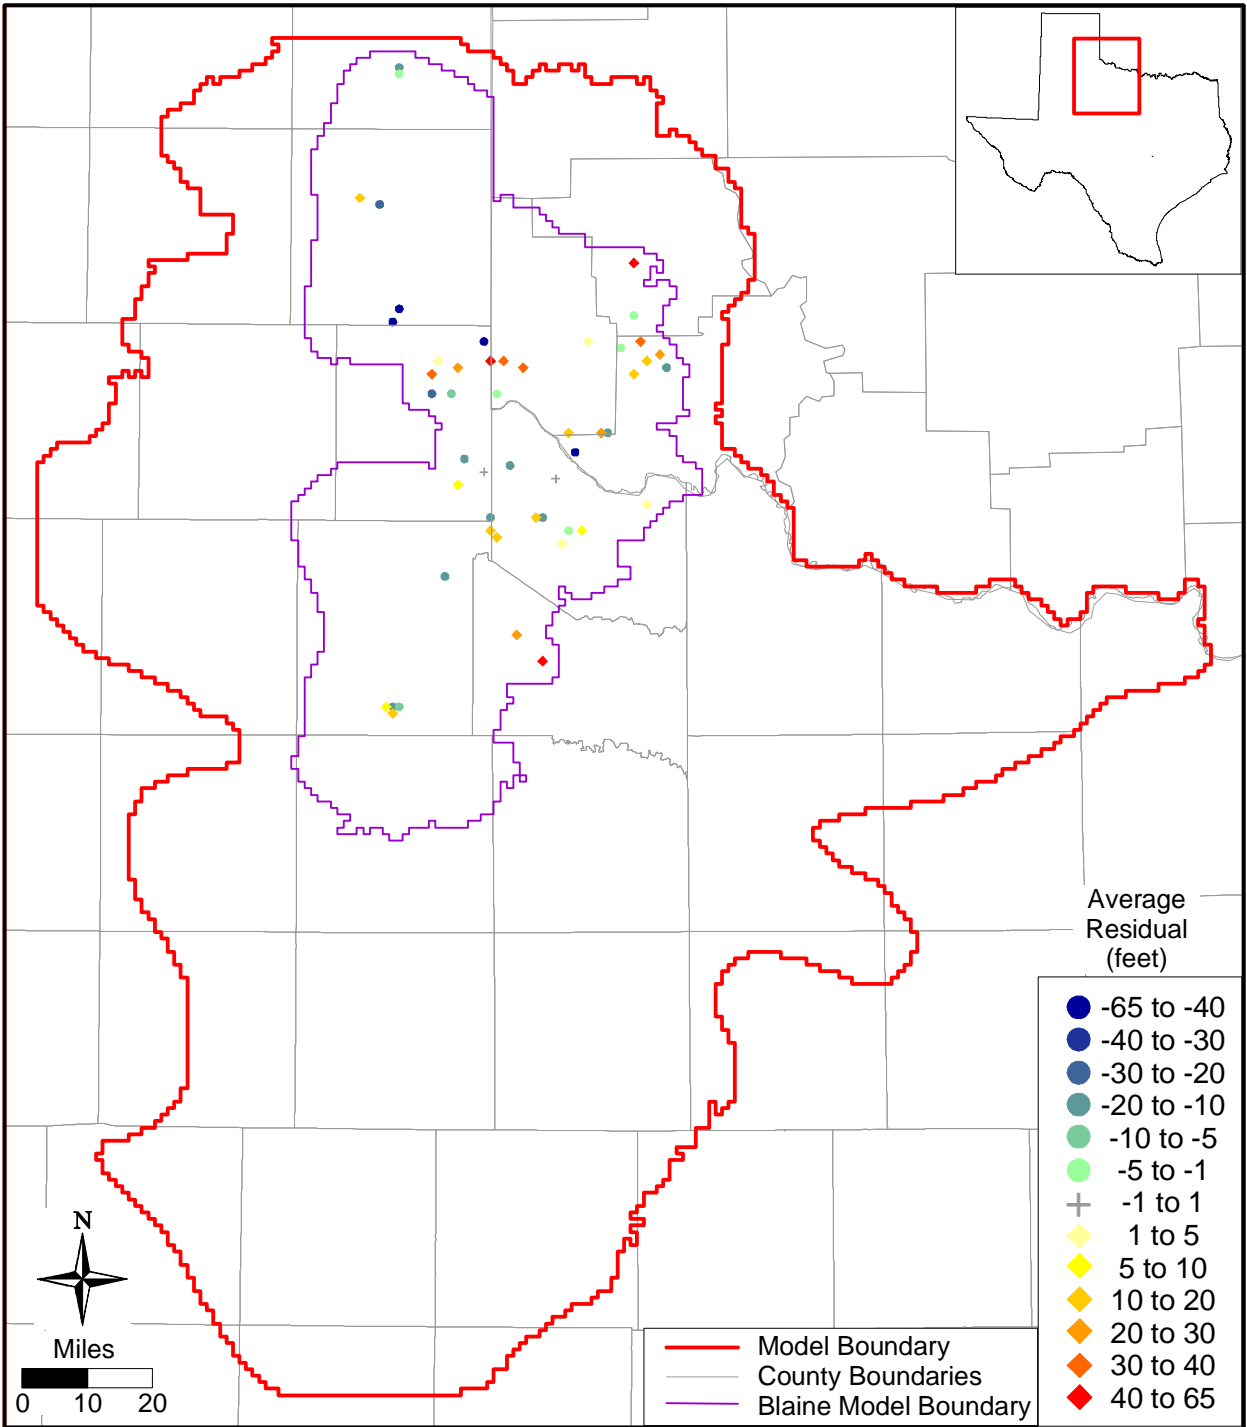 Average
Residual
(feet)
-65 to -40
-40 to -30
-30 to -20
-20 to -10
-10 to -5
-5 to -1
-1 to 1
1 to 5
5 to 10
10 to 20
20 to 30
30 to 40
40 to 65
N
Miles
0 10 20
Model Boundary
County Boundaries
Blaine Model Boundary